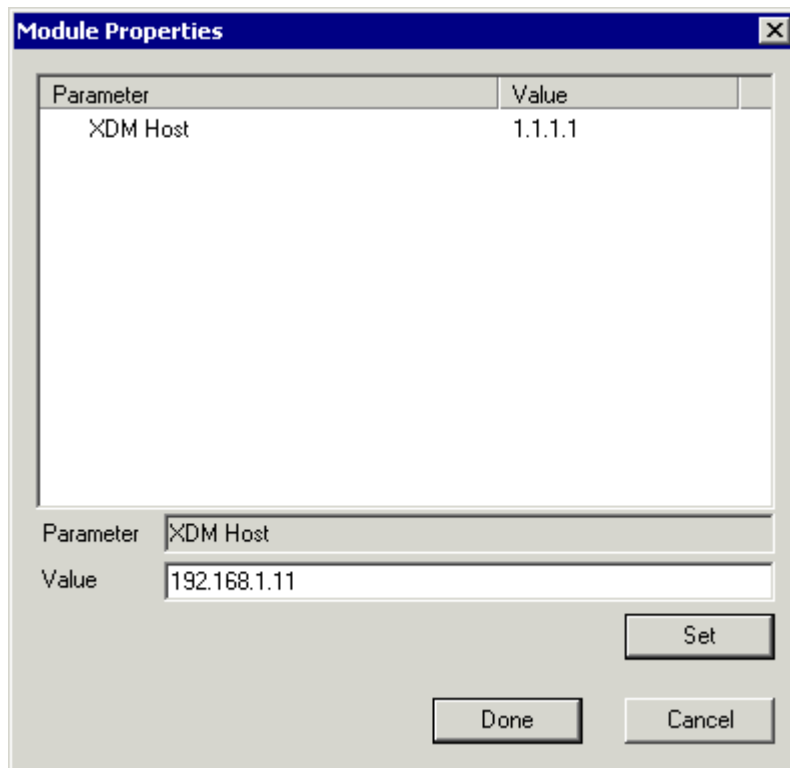 Module Properties
Parameter Value
XDM Host 1.1.1.1
Parameter XDM Host
Value 192.168.1.11
Set
Done Cancel